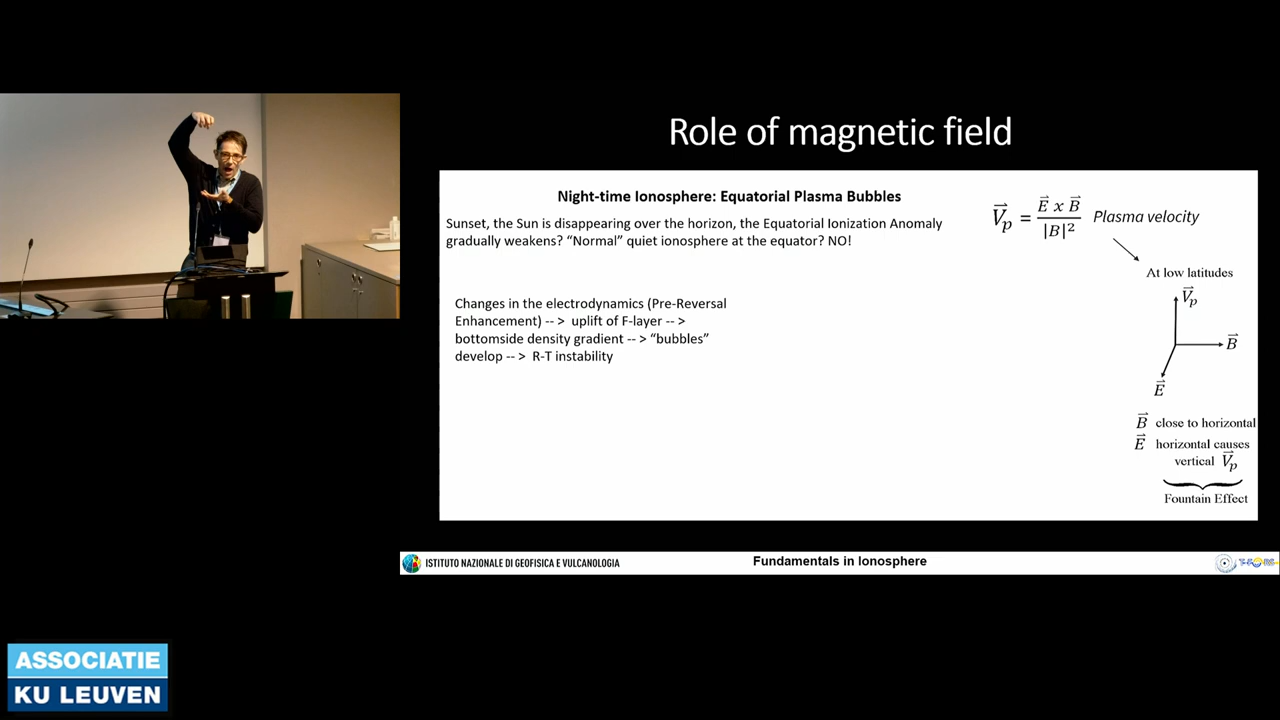 Role of magnetic field
Night-time Ionosphere: Equatorial Plasma Bubbles
Sunset, the Sun is disappearing over the horizon, the Equatorial Ionization Anomaly
gradually weakens? “Normal” quiet ionosphere at the equator? NO!
Changes in the electrodynamics (Pre-Reversal
Enhancement) -- > uplift of F-layer -- >
bottomside density gradient -- > “bubbles”
develop -- > R-T instability
V⃗p = E⃗ x B⃗ / |B|² Plasma velocity
At low latitudes
V⃗p
B⃗
E⃗
B⃗ close to horizontal
E⃗ horizontal causes
vertical V⃗p
Fountain Effect
ISTITUTO NAZIONALE DI GEOFISICA E VULCANOLOGIA
Fundamentals in Ionosphere
ASSOCIATIE
KU LEUVEN